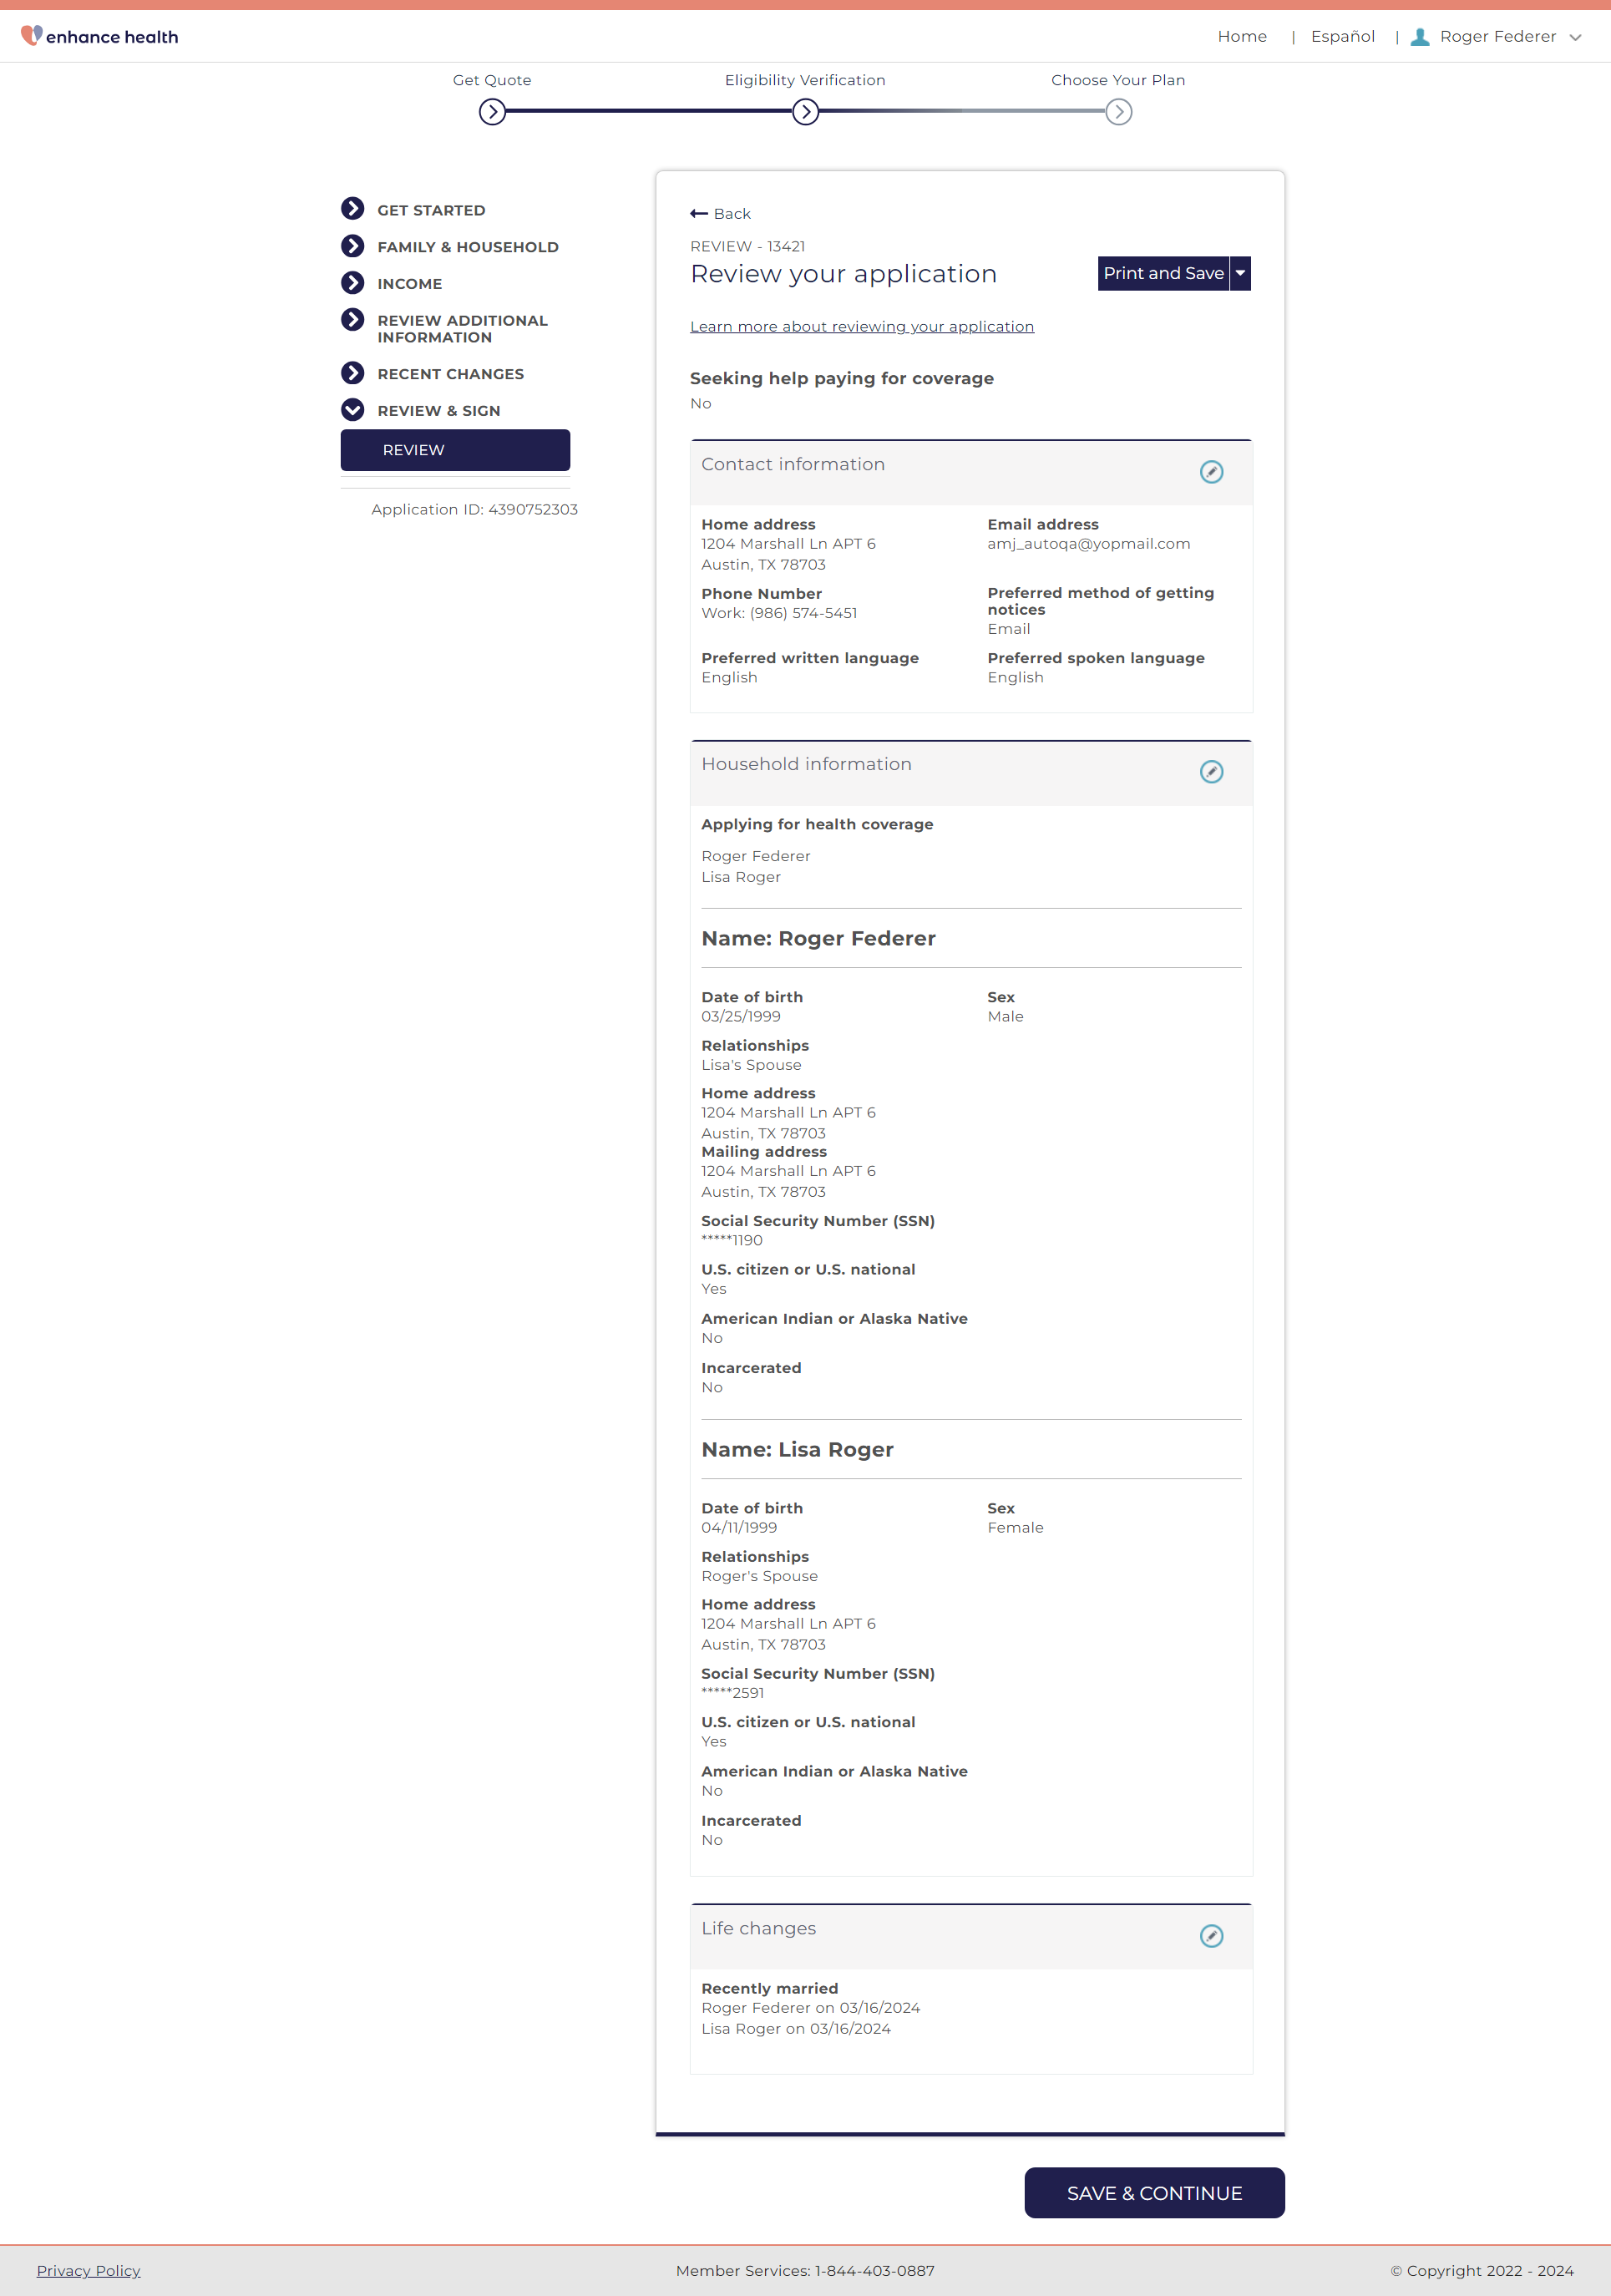 enhance health
Home | Español | Roger Federer
Get Quote
Eligibility Verification
Choose Your Plan
GET STARTED
FAMILY & HOUSEHOLD
INCOME
REVIEW ADDITIONAL
INFORMATION
RECENT CHANGES
REVIEW & SIGN
REVIEW
Application ID: 4390752303
Back
REVIEW - 13421
Review your application
Print and Save
Learn more about reviewing your application
Seeking help paying for coverage
No
Contact information
Home address
1204 Marshall Ln APT 6
Austin, TX 78703
Email address
amj_autoqa@yopmail.com
Phone Number
Work: (986) 574-5451
Preferred method of getting
notices
Email
Preferred written language
English
Preferred spoken language
English
Household information
Applying for health coverage
Roger Federer
Lisa Roger
Name: Roger Federer
Date of birth
03/25/1999
Sex
Male
Relationships
Lisa's Spouse
Home address
1204 Marshall Ln APT 6
Austin, TX 78703
Mailing address
1204 Marshall Ln APT 6
Austin, TX 78703
Social Security Number (SSN)
*****1190
U.S. citizen or U.S. national
Yes
American Indian or Alaska Native
No
Incarcerated
No
Name: Lisa Roger
Date of birth
04/11/1999
Sex
Female
Relationships
Roger's Spouse
Home address
1204 Marshall Ln APT 6
Austin, TX 78703
Social Security Number (SSN)
*****2591
U.S. citizen or U.S. national
Yes
American Indian or Alaska Native
No
Incarcerated
No
Life changes
Recently married
Roger Federer on 03/16/2024
Lisa Roger on 03/16/2024
SAVE & CONTINUE
Privacy Policy
Member Services: 1-844-403-0887
© Copyright 2022 - 2024